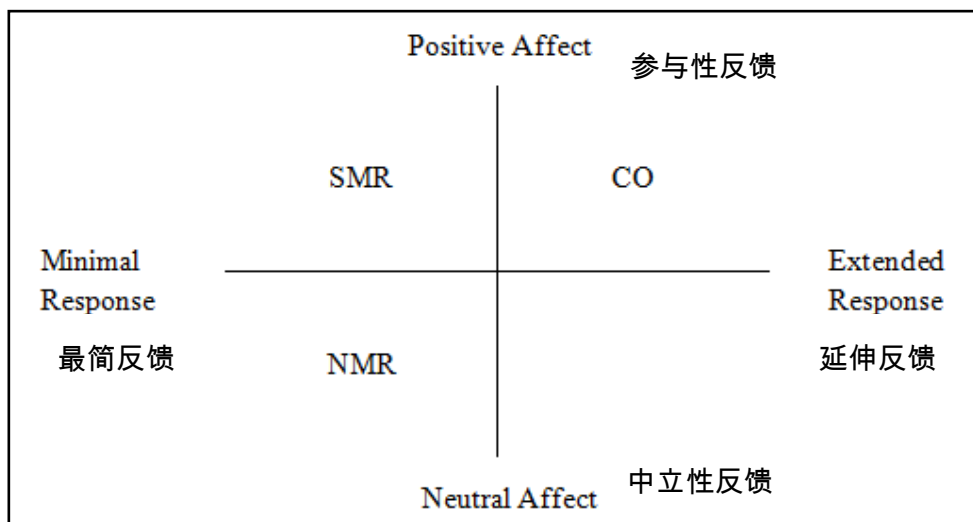 Positive Affect
参与性反馈
SMR
CO
Minimal
Response
Extended
Response
最简反馈
NMR
延伸反馈
Neutral Affect
中立性反馈